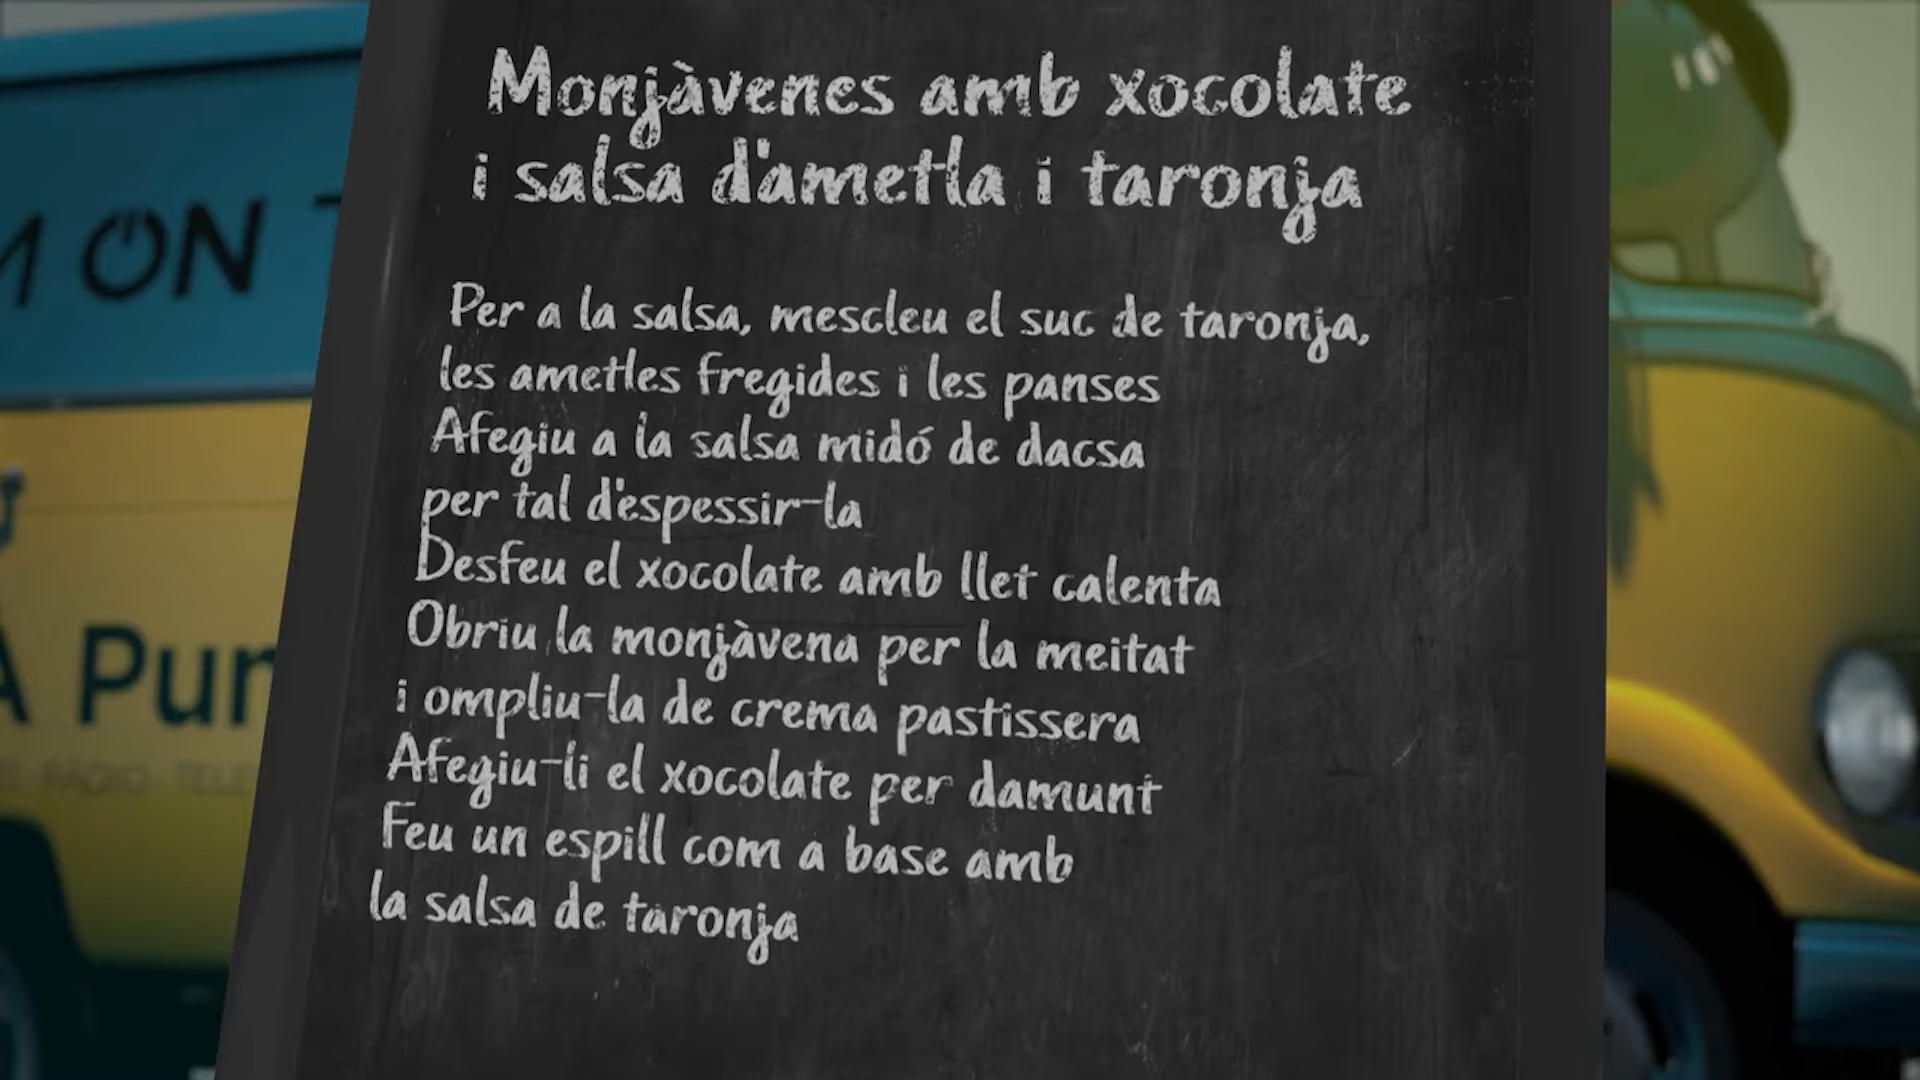 Monjàvenes amb xocolate
i salsa d'ametla i taronja
Per a la salsa, mescleu el suc de taronja,
les ametles fregides i les panses
Afegiu a la salsa midó de dacsa
per tal d'espessir-la
Desfeu el xocolate amb llet calenta
Obriu la monjàvena per la meitat
i ompliu-la de crema pastissera
Afegiu-li el xocolate per damunt
Feu un espill com a base amb
la salsa de taronja
ON
À Pun
RÀDIO TELE